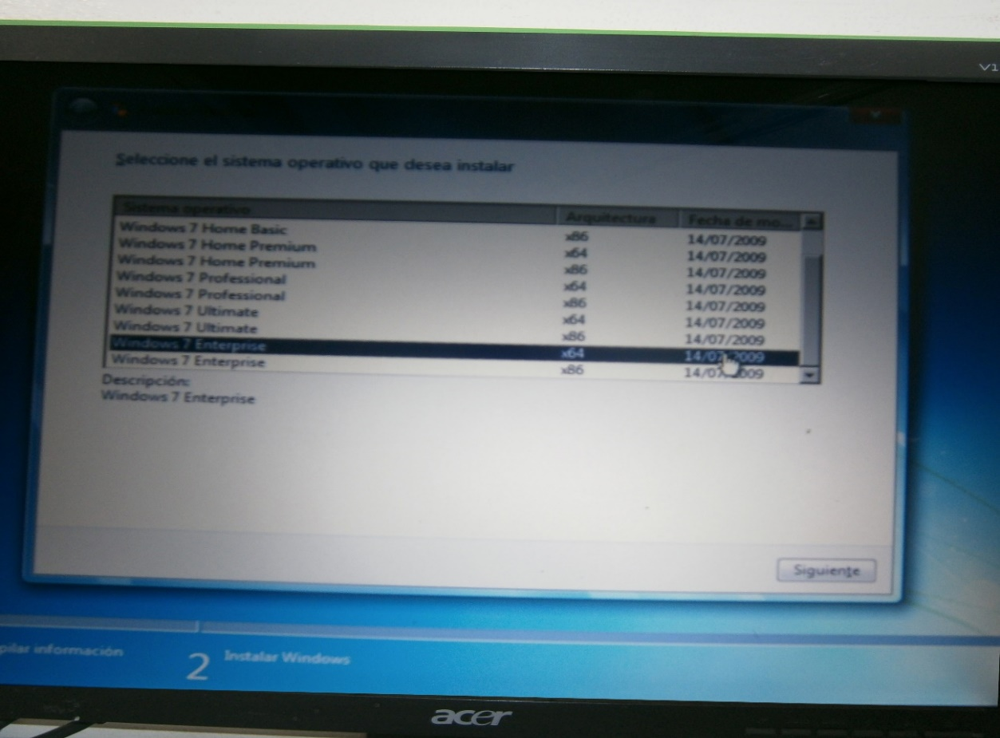 V1
Seleccione el sistema operativo que desea instalar
Sistema operativo Arquitectura Fecha de mo...
Windows 7 Home Basic x86 14/07/2009
Windows 7 Home Premium x64 14/07/2009
Windows 7 Home Premium x86 14/07/2009
Windows 7 Professional x64 14/07/2009
Windows 7 Professional x86 14/07/2009
Windows 7 Ultimate x64 14/07/2009
Windows 7 Ultimate x86 14/07/2009
Windows 7 Enterprise x64 14/07/2009
Windows 7 Enterprise x86 14/07/2009
Descripción:
Windows 7 Enterprise
Siguiente
pilar información
2 Instalar Windows
acer